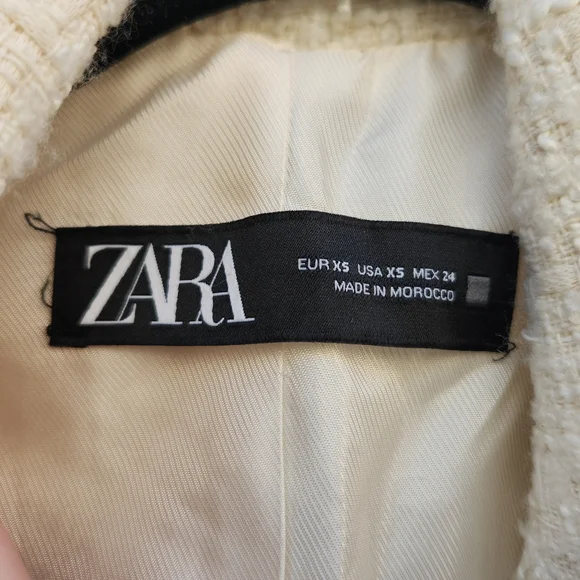 ZARA
EUR XS USA XS MEX 24
MADE IN MOROCCO